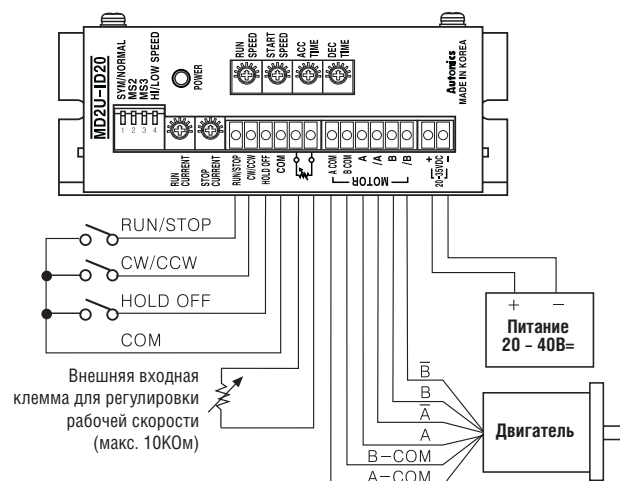 MD2U-ID20
SYM/NORMAL
MS2
MS3
HI/LOW SPEED
POWER
RUN
SPEED
START
SPEED
ACC
TIME
DEC
TIME
Autonics
MADE IN KOREA
1 2 3 4
RUN
CURRENT
STOP
CURRENT
RUN/STOP
CW/CCW
HOLD OFF
COM
A COM
B COM
A
/A
B
/B
MOTOR
+
-
20-35VDC
RUN/STOP
CW/CCW
HOLD OFF
COM
Внешняя входная
клемма для регулировки
рабочей скорости
(макс. 10КОм)
+ −
Питание
20 - 40В=
B̅
B
A̅
A
B-COM
A-COM
Двигатель